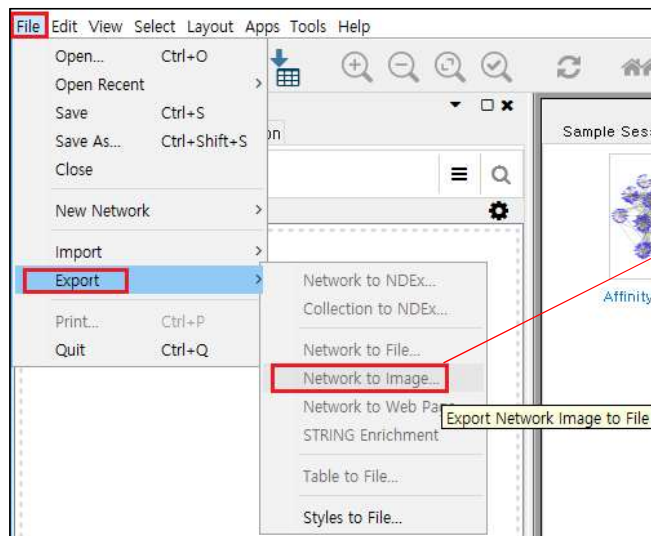 File Edit View Select Layout Apps Tools Help
Open... Ctrl+O
Open Recent >
Save Ctrl+S
Save As... Ctrl+Shift+S
Close
New Network >
Import >
Export >
Print... Ctrl+P
Quit Ctrl+Q
Network to NDEx...
Collection to NDEx...
Network to File...
Network to Image...
Network to Web
STRING Enrichment
Table to File...
Styles to File...
Export Network Image to File
Sample
Affinity